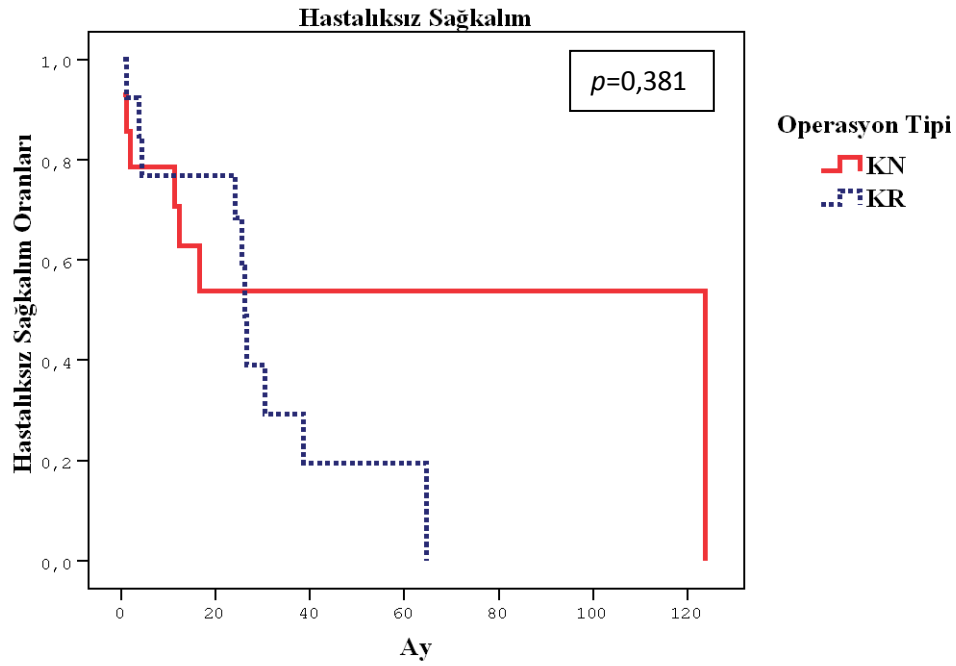 Hastalıksız Sağkalım
p=0,381
Hastalıksız Sağkalım Oranları
1,0
0,8
0,6
0,4
0,2
0,0
0 20 40 60 80 100 120
Ay
Operasyon Tipi
KN
KR